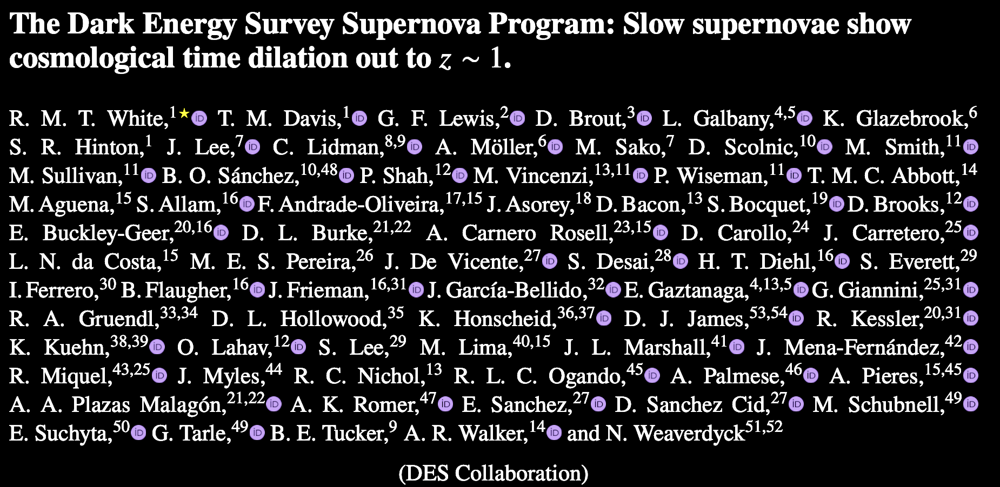 The Dark Energy Survey Supernova Program: Slow supernovae show
cosmological time dilation out to z ∼ 1.
R. M. T. White,1★ T. M. Davis,1 G. F. Lewis,2 D. Brout,3 L. Galbany,4,5 K. Glazebrook,6
S. R. Hinton,1 J. Lee,7 C. Lidman,8,9 A. Möller,6 M. Sako,7 D. Scolnic,10 M. Smith,11
M. Sullivan,11 B. O. Sánchez,10,48 P. Shah,12 M. Vincenzi,13,11 P. Wiseman,11 T. M. C. Abbott,14
M. Aguena,15 S. Allam,16 F. Andrade-Oliveira,17,15 J. Asorey,18 D. Bacon,13 S. Bocquet,19 D. Brooks,12
E. Buckley-Geer,20,16 D. L. Burke,21,22 A. Carnero Rosell,23,15 D. Carollo,24 J. Carretero,25
L. N. da Costa,15 M. E. S. Pereira,26 J. De Vicente,27 S. Desai,28 H. T. Diehl,16 S. Everett,29
I. Ferrero,30 B. Flaugher,16 J. Frieman,16,31 J. García-Bellido,32 E. Gaztanaga,4,13,5 G. Giannini,25,31
R. A. Gruendl,33,34 D. L. Hollowood,35 K. Honscheid,36,37 D. J. James,53,54 R. Kessler,20,31
K. Kuehn,38,39 O. Lahav,12 S. Lee,29 M. Lima,40,15 J. L. Marshall,41 J. Mena-Fernández,42
R. Miquel,43,25 J. Myles,44 R. C. Nichol,13 R. L. C. Ogando,45 A. Palmese,46 A. Pieres,15,45
A. A. Plazas Malagón,21,22 A. K. Romer,47 E. Sanchez,27 D. Sanchez Cid,27 M. Schubnell,49
E. Suchyta,50 G. Tarle,49 B. E. Tucker,9 A. R. Walker,14 and N. Weaverdyck51,52
(DES Collaboration)